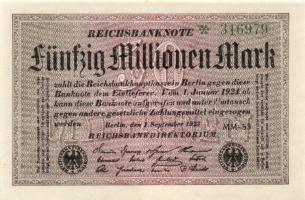 REICHSBANKNOTE
* 316979
Fünfzig Millionen Mark
zahlt die Reichsbankhauptkasse in Berlin gegen diese
Banknote dem Einlieferer. Vom 1. Januar 1924 ab
kann diese Banknote aufgerufen und unter Umtausch
gegen andere gesetzliche Zahlungsmittel eingezogen
werden
Berlin, den 1. September 1923
MM-53
REICHSBANKDIREKTORIUM